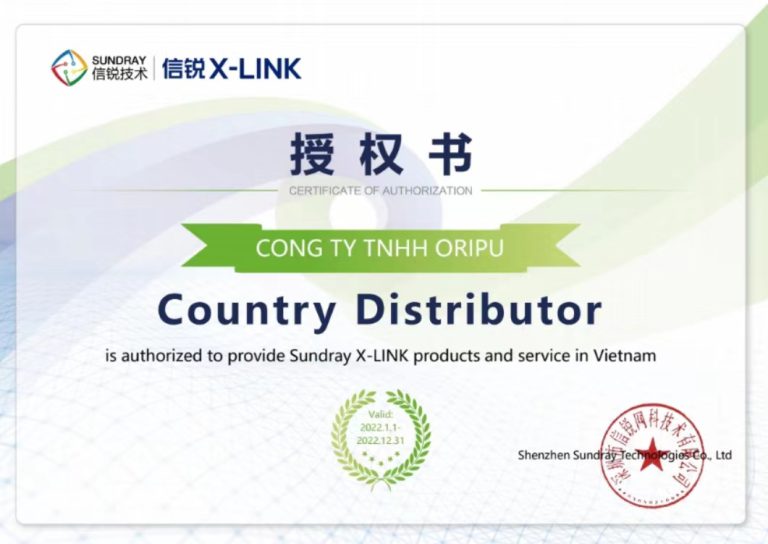 SUNDRAY
信锐技术
信锐X-LINK
授权书
CERTIFICATE OF AUTHORIZATION
CONG TY TNHH ORIPU
Country Distributor
is authorized to provide Sundray X-LINK products and service in Vietnam
Valid:
2022.1.1-
2022.12.31
Shenzhen Sundray Technologies Co., Ltd
深圳市信锐网科技术有限公司